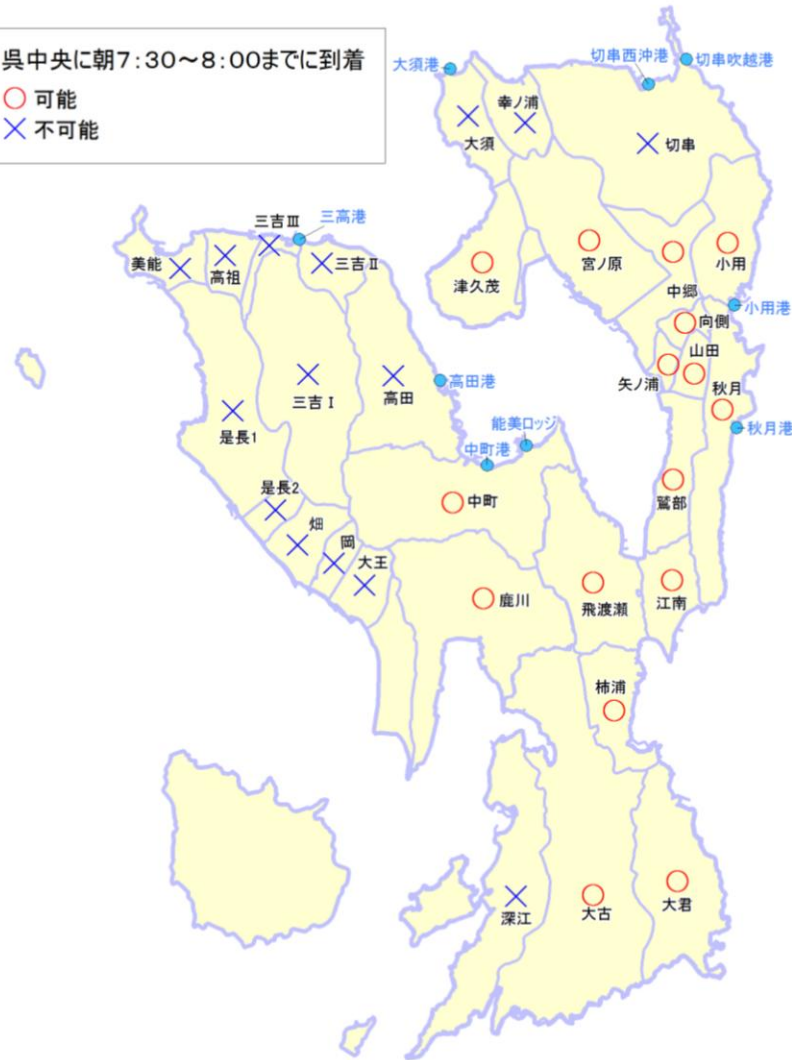 呉中央に朝7:30～8:00までに到着
可能
不可能
大須港
切串西沖港
切串吹越港
幸ノ浦
大須
切串
三吉Ⅲ
三高港
美能
高祖
三吉Ⅱ
津久茂
宮ノ原
中郷
小用
小用港
向側
山田
矢ノ浦
秋月
秋月港
高田港
高田
三吉Ⅰ
是長1
能美ロッジ
中町港
是長2
中町
鷲部
畑
岡
大王
鹿川
飛渡瀬
江南
柿浦
深江
大古
大君